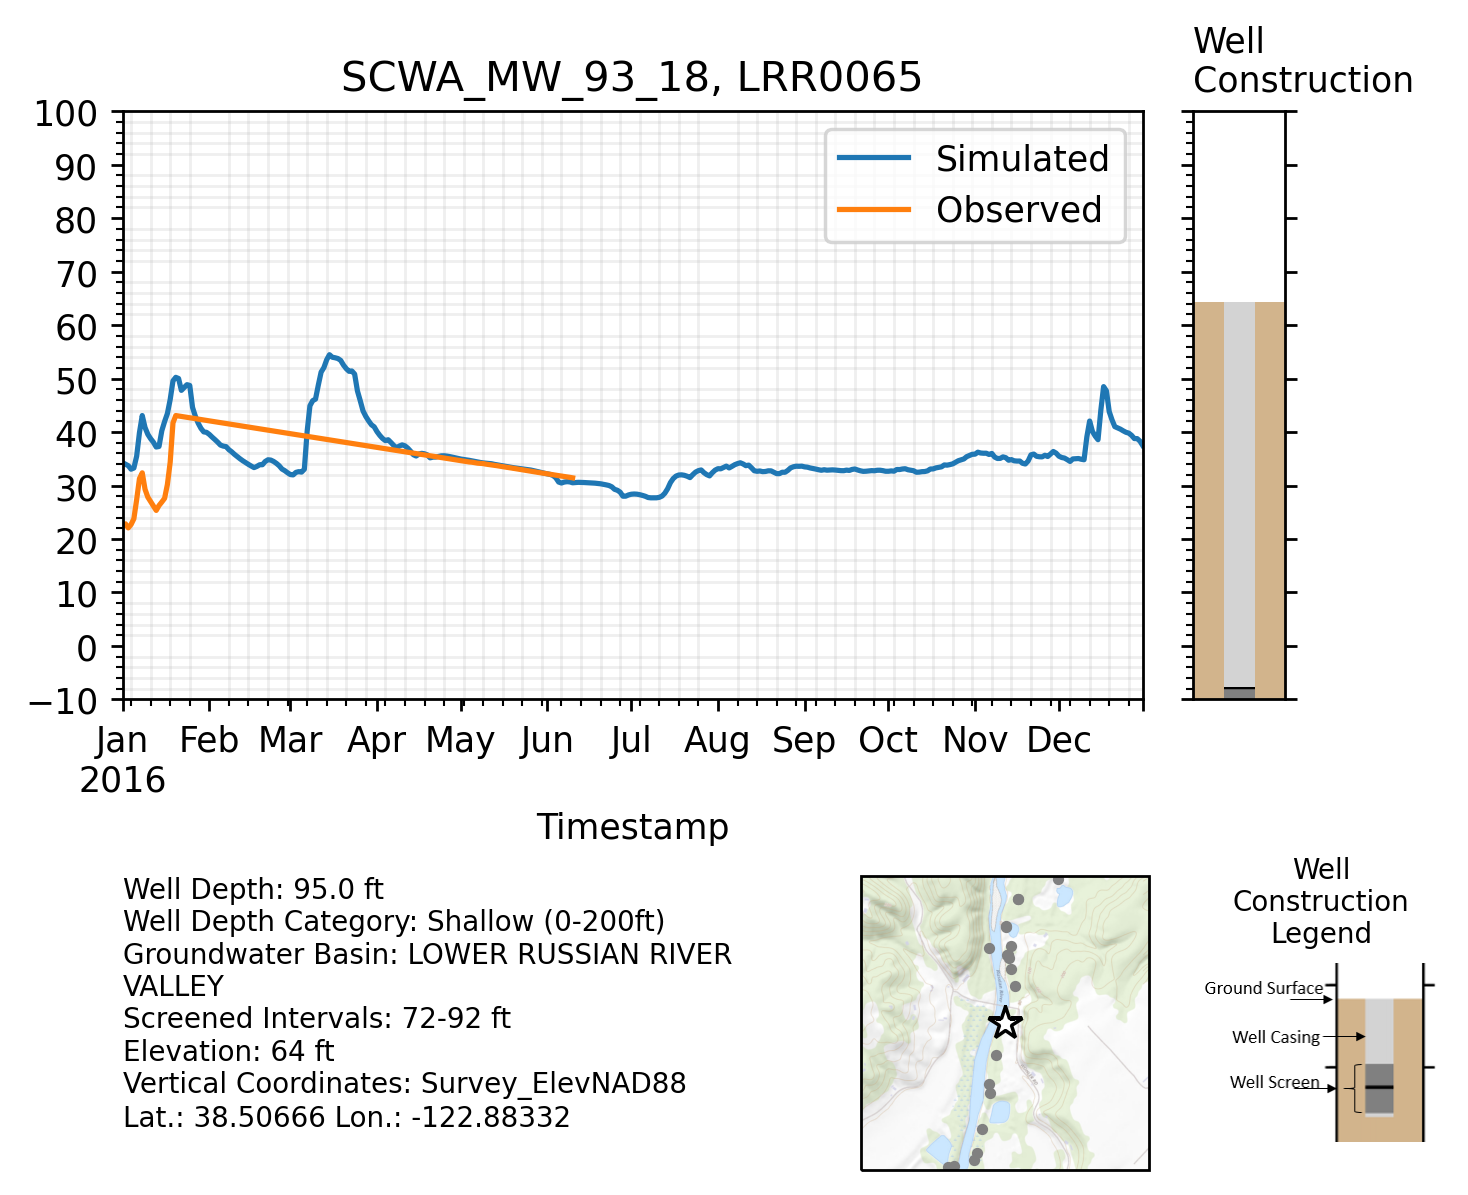 Well
Construction
SCWA_MW_93_18, LRR0065
100
90
80
70
60
50
40
30
20
10
0
−10
Simulated
Observed
Jan Feb Mar Apr May Jun Jul Aug Sep Oct Nov Dec
2016
Timestamp
Well Depth: 95.0 ft
Well Depth Category: Shallow (0-200ft)
Groundwater Basin: LOWER RUSSIAN RIVER
VALLEY
Screened Intervals: 72-92 ft
Elevation: 64 ft
Vertical Coordinates: Survey_ElevNAD88
Lat.: 38.50666 Lon.: -122.88332
Well
Construction
Legend
Ground Surface
Well Casing
Well Screen